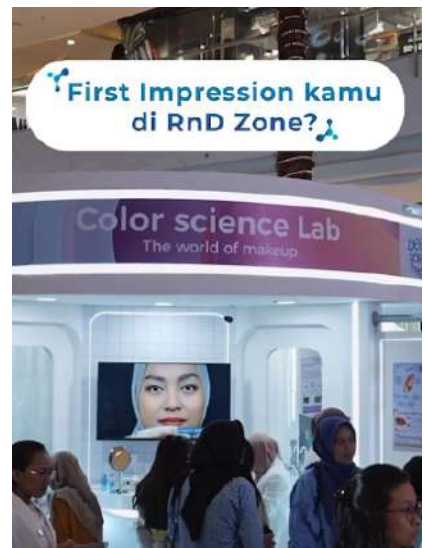 First Impression kamu
di RnD Zone?
Color science Lab
The world of makeup